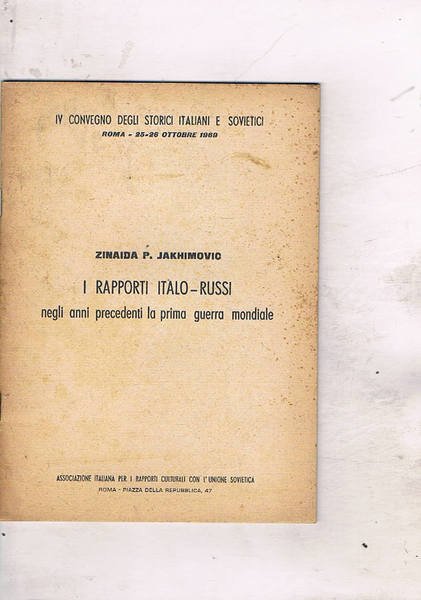 IV CONVEGNO DEGLI STORICI ITALIANI E SOVIETICI
ROMA - 25-26 OTTOBRE 1969
ZINAIDA P. JAKHIMOVIC
I RAPPORTI ITALO-RUSSI
negli anni precedenti la prima guerra mondiale
ASSOCIAZIONE ITALIANA PER I RAPPORTI CULTURALI CON L'UNIONE SOVIETICA
ROMA - PIAZZA DELLA REPUBBLICA, 47